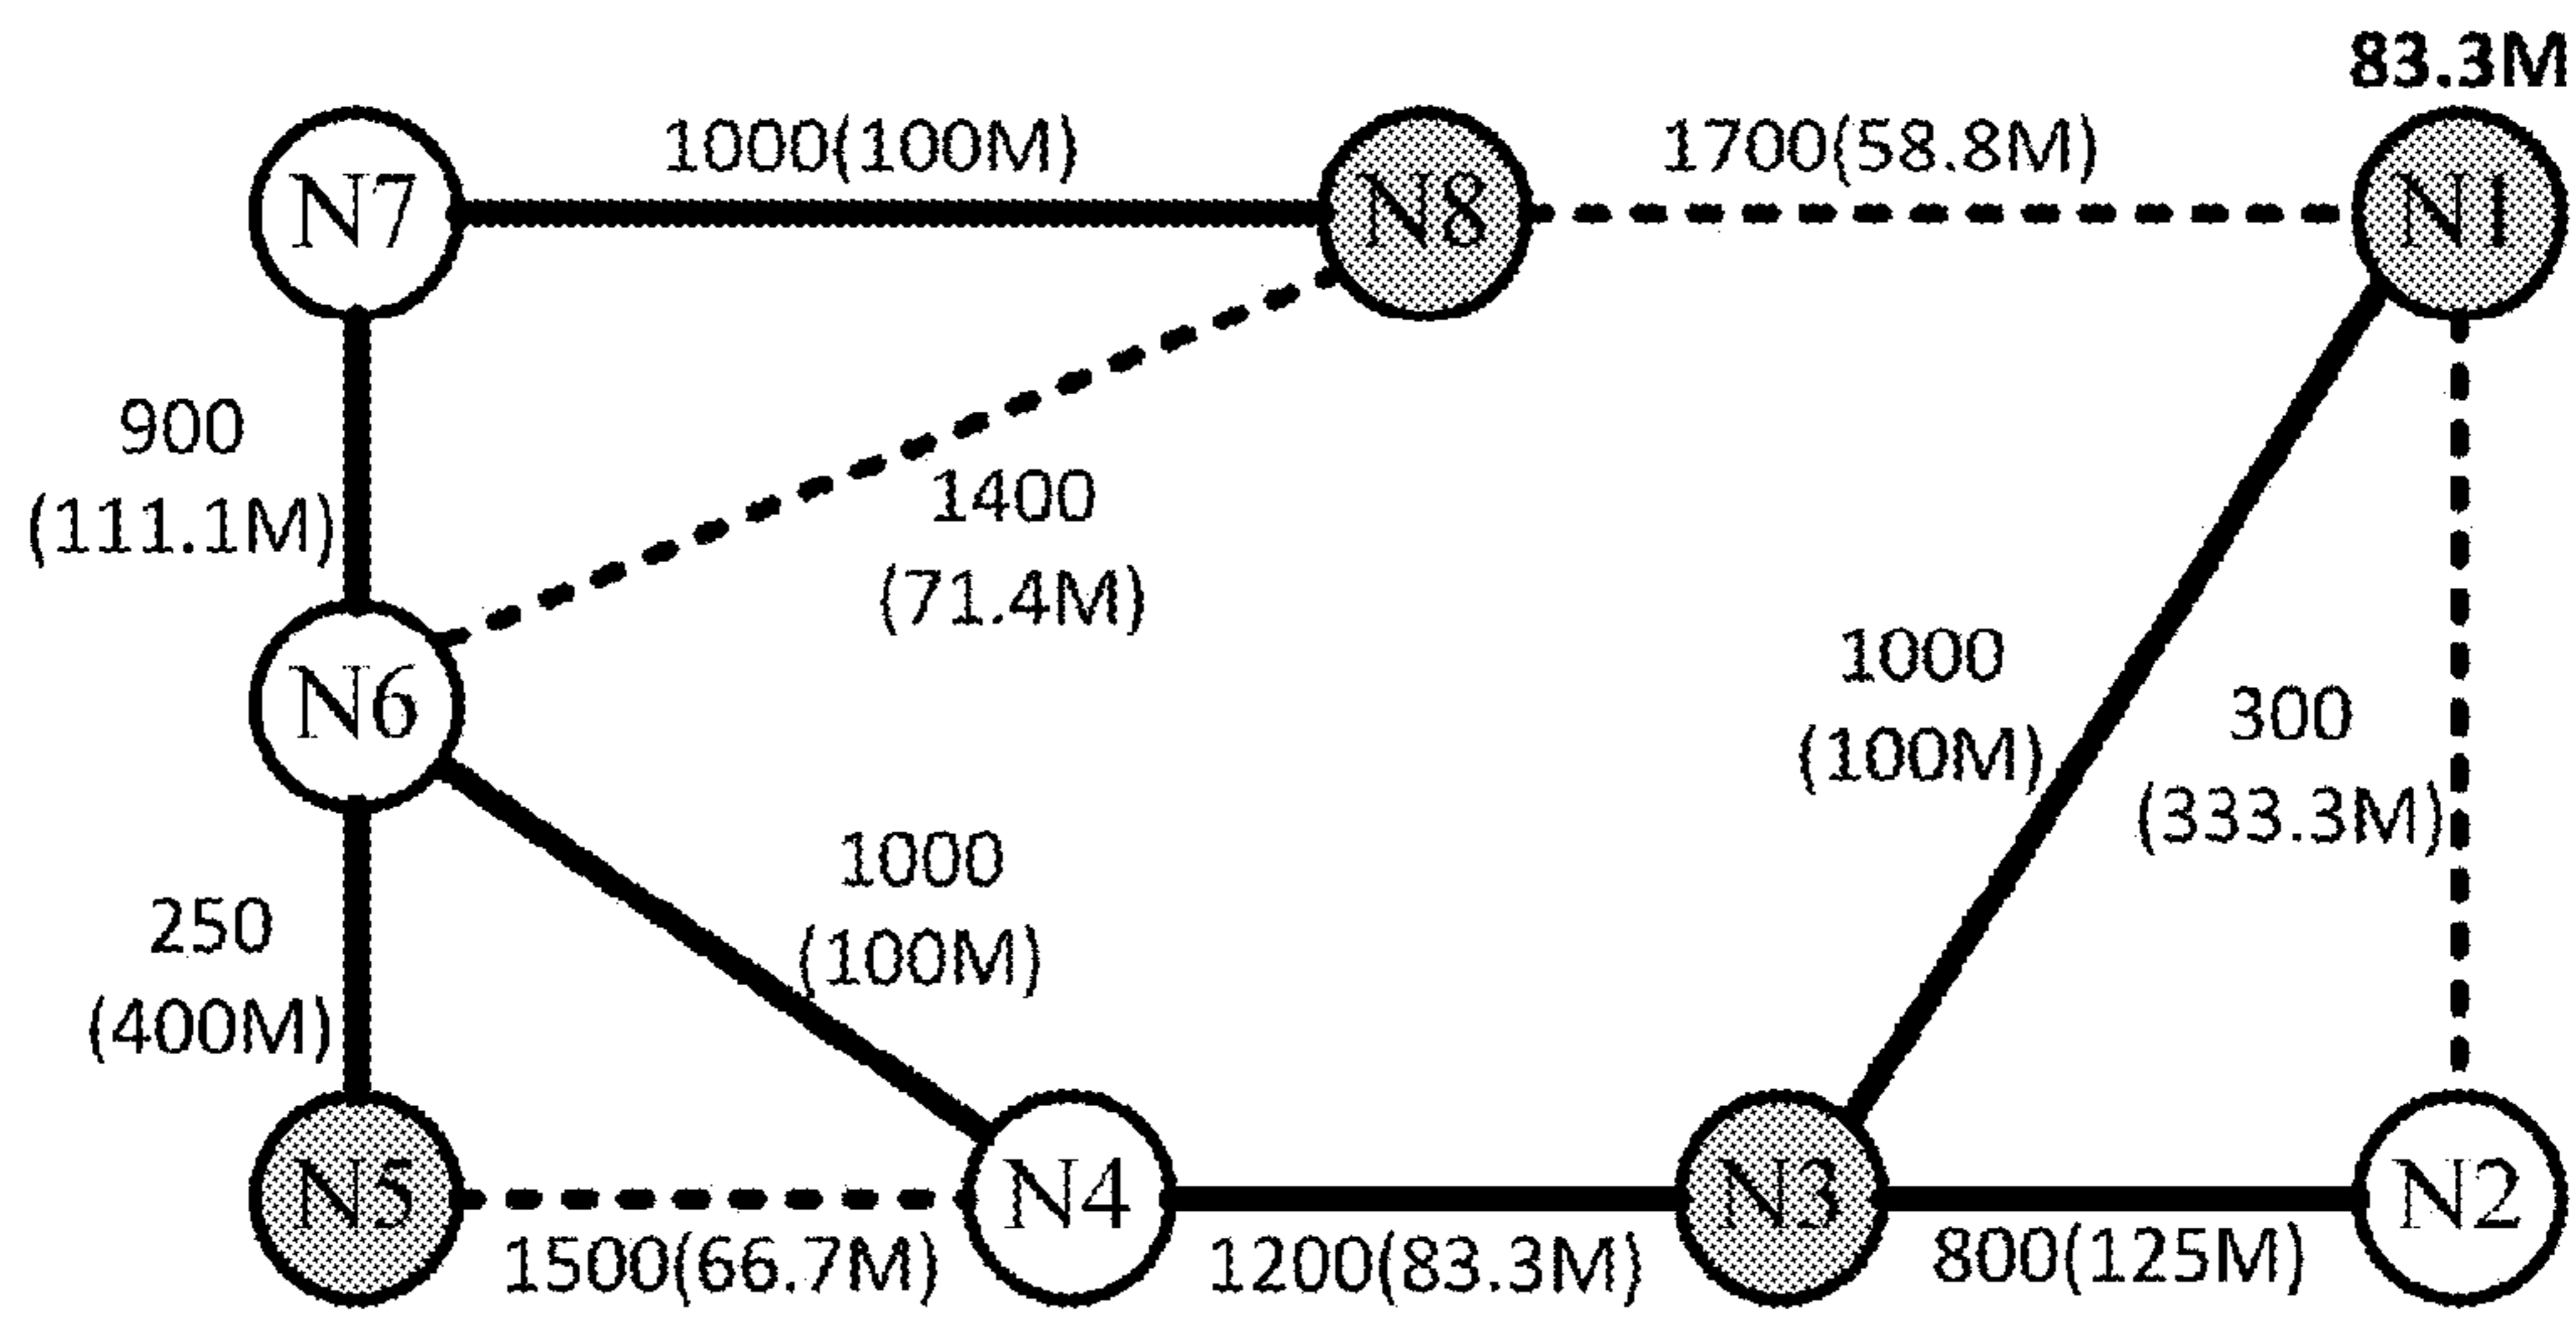 83.3M
1000(100M)
1700(58.8M)
N7
N8
N1
900
(111.1M)
1400
(71.4M)
1000
(100M)
300
(333.3M)
N6
1000
(100M)
250
(400M)
N5
N4
N3
N2
1500(66.7M)
1200(83.3M)
800(125M)